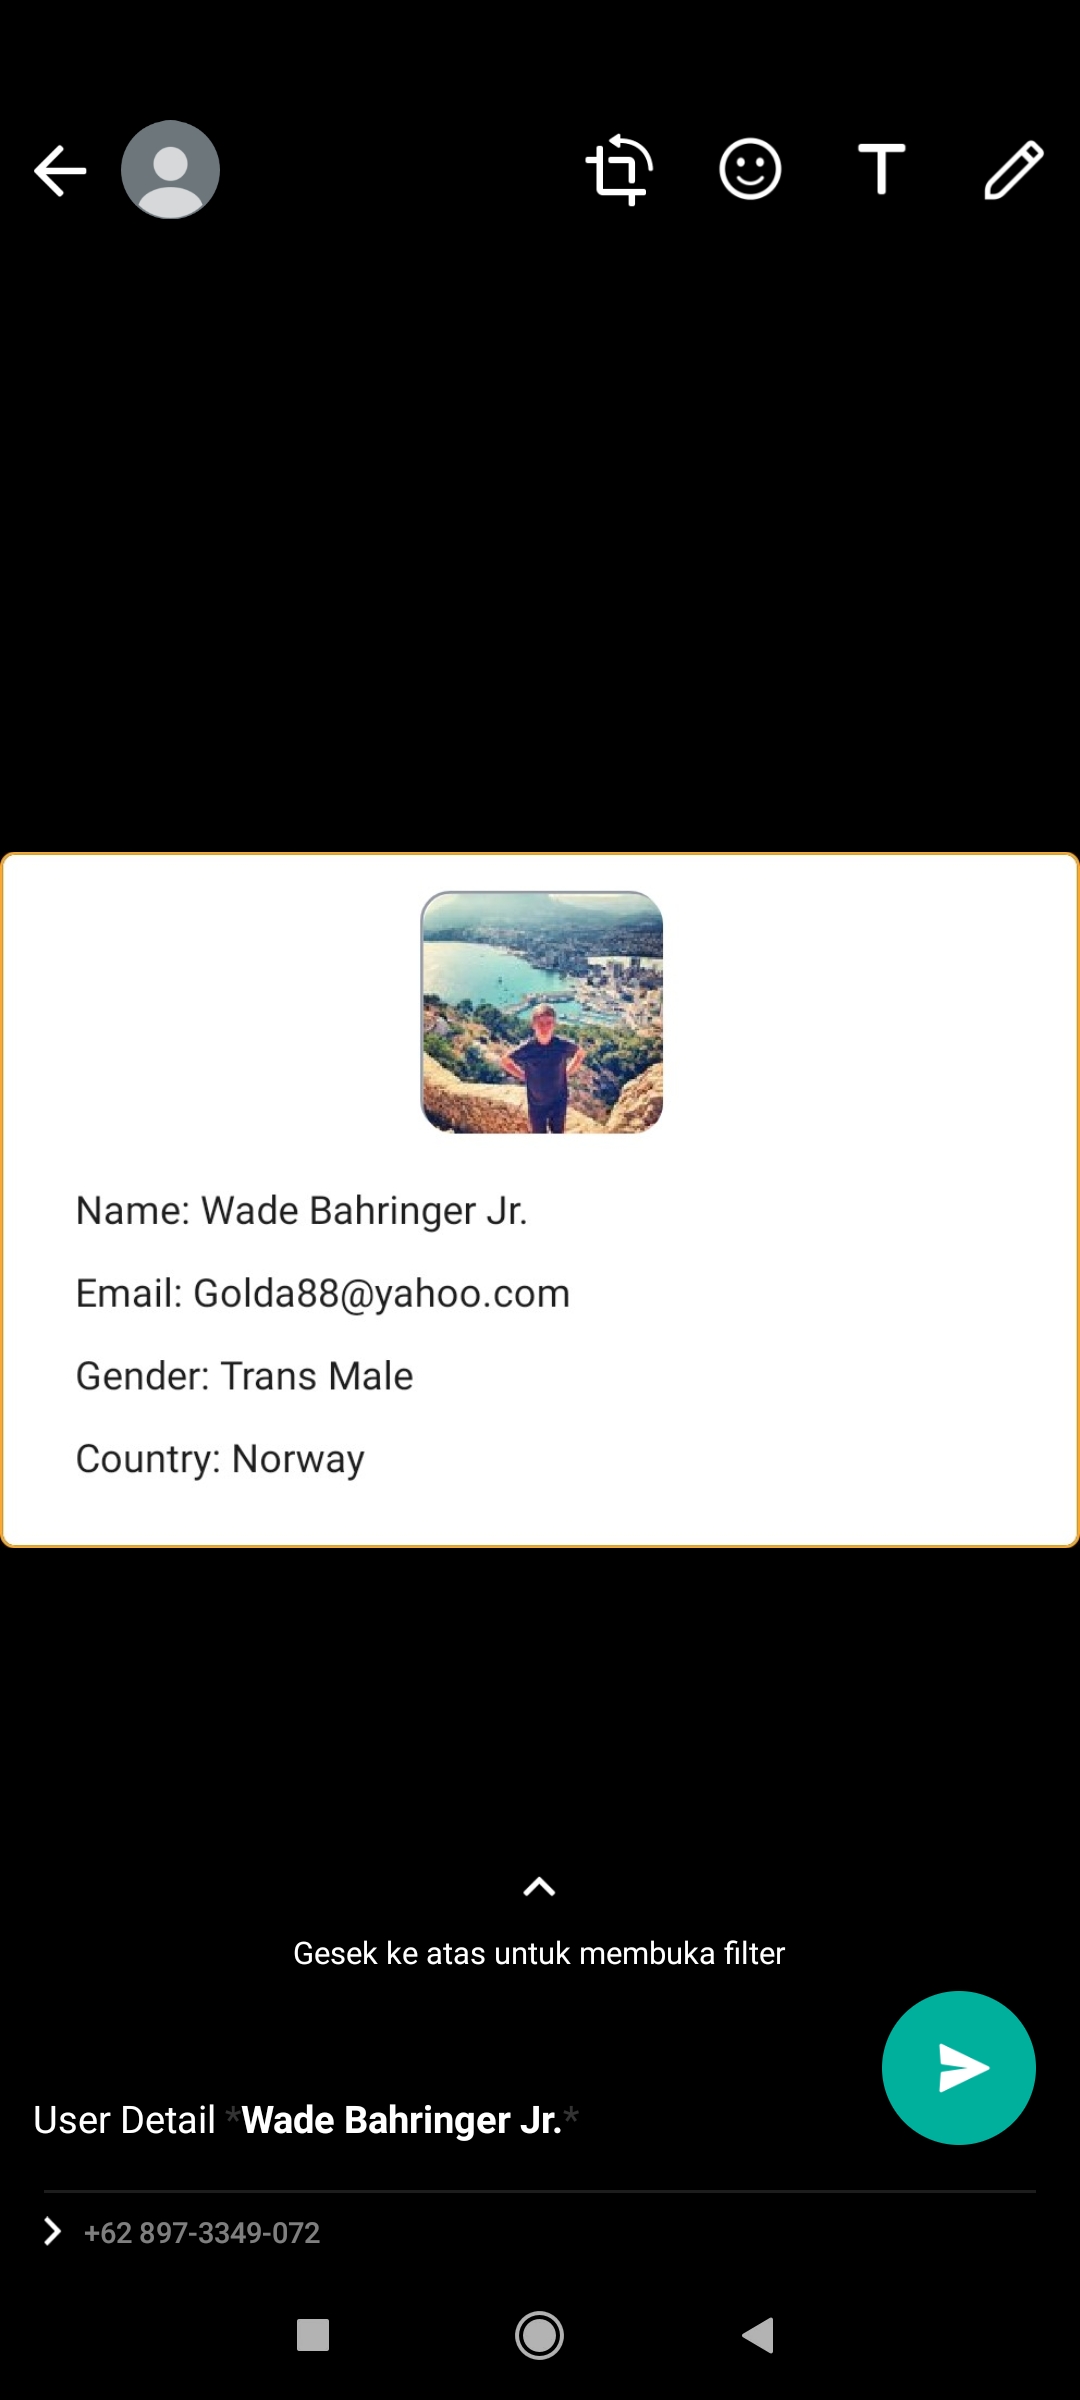 Name: Wade Bahringer Jr.
Email: Golda88@yahoo.com
Gender: Trans Male
Country: Norway
Gesek ke atas untuk membuka filter
User Detail *Wade Bahringer Jr.*
+62 897-3349-072